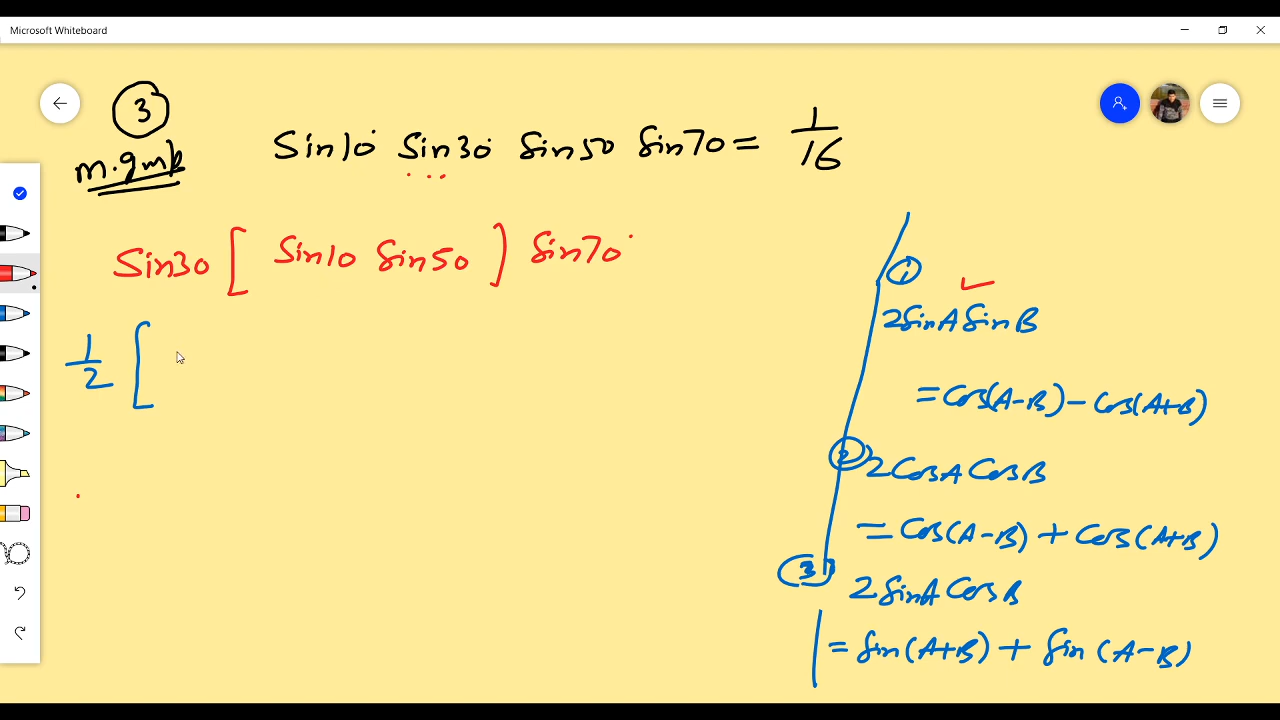 Microsoft Whiteboard
3
m.gmb
Sin10° Sin30° Sin50 Sin70 = 1/16
Sin30 [ Sin10 Sin50 ] Sin70°
1/2 [
1
2SinA SinB
= Cos(A-B) - Cos(A+B)
2
2CosA CosB
= Cos(A-B) + Cos(A+B)
3
2SinA CosB
= Sin(A+B) + Sin(A-B)